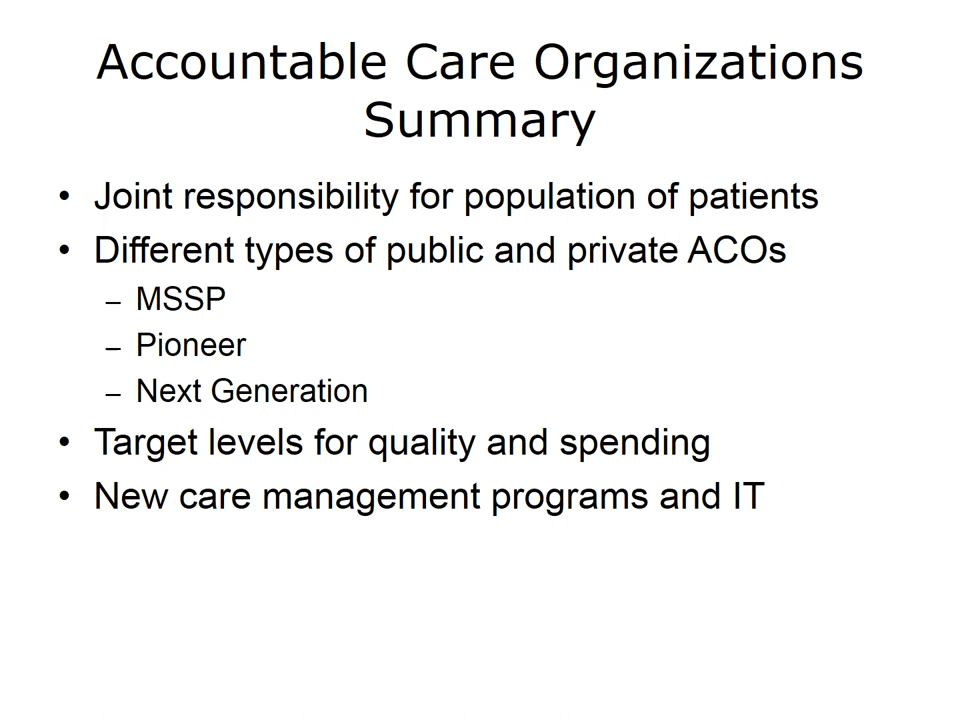 Accountable Care Organizations
Summary
• Joint responsibility for population of patients
• Different types of public and private ACOs
– MSSP
– Pioneer
– Next Generation
• Target levels for quality and spending
• New care management programs and IT